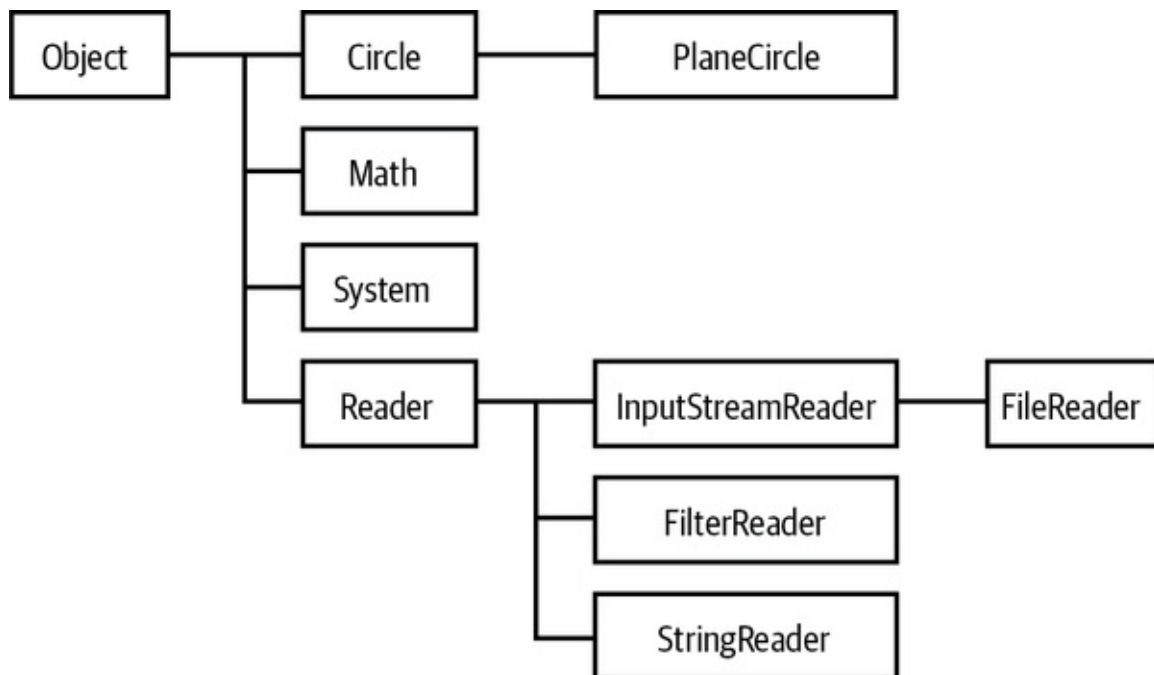 Object
Circle
PlaneCircle
Math
System
Reader
InputStreamReader
FileReader
FilterReader
StringReader